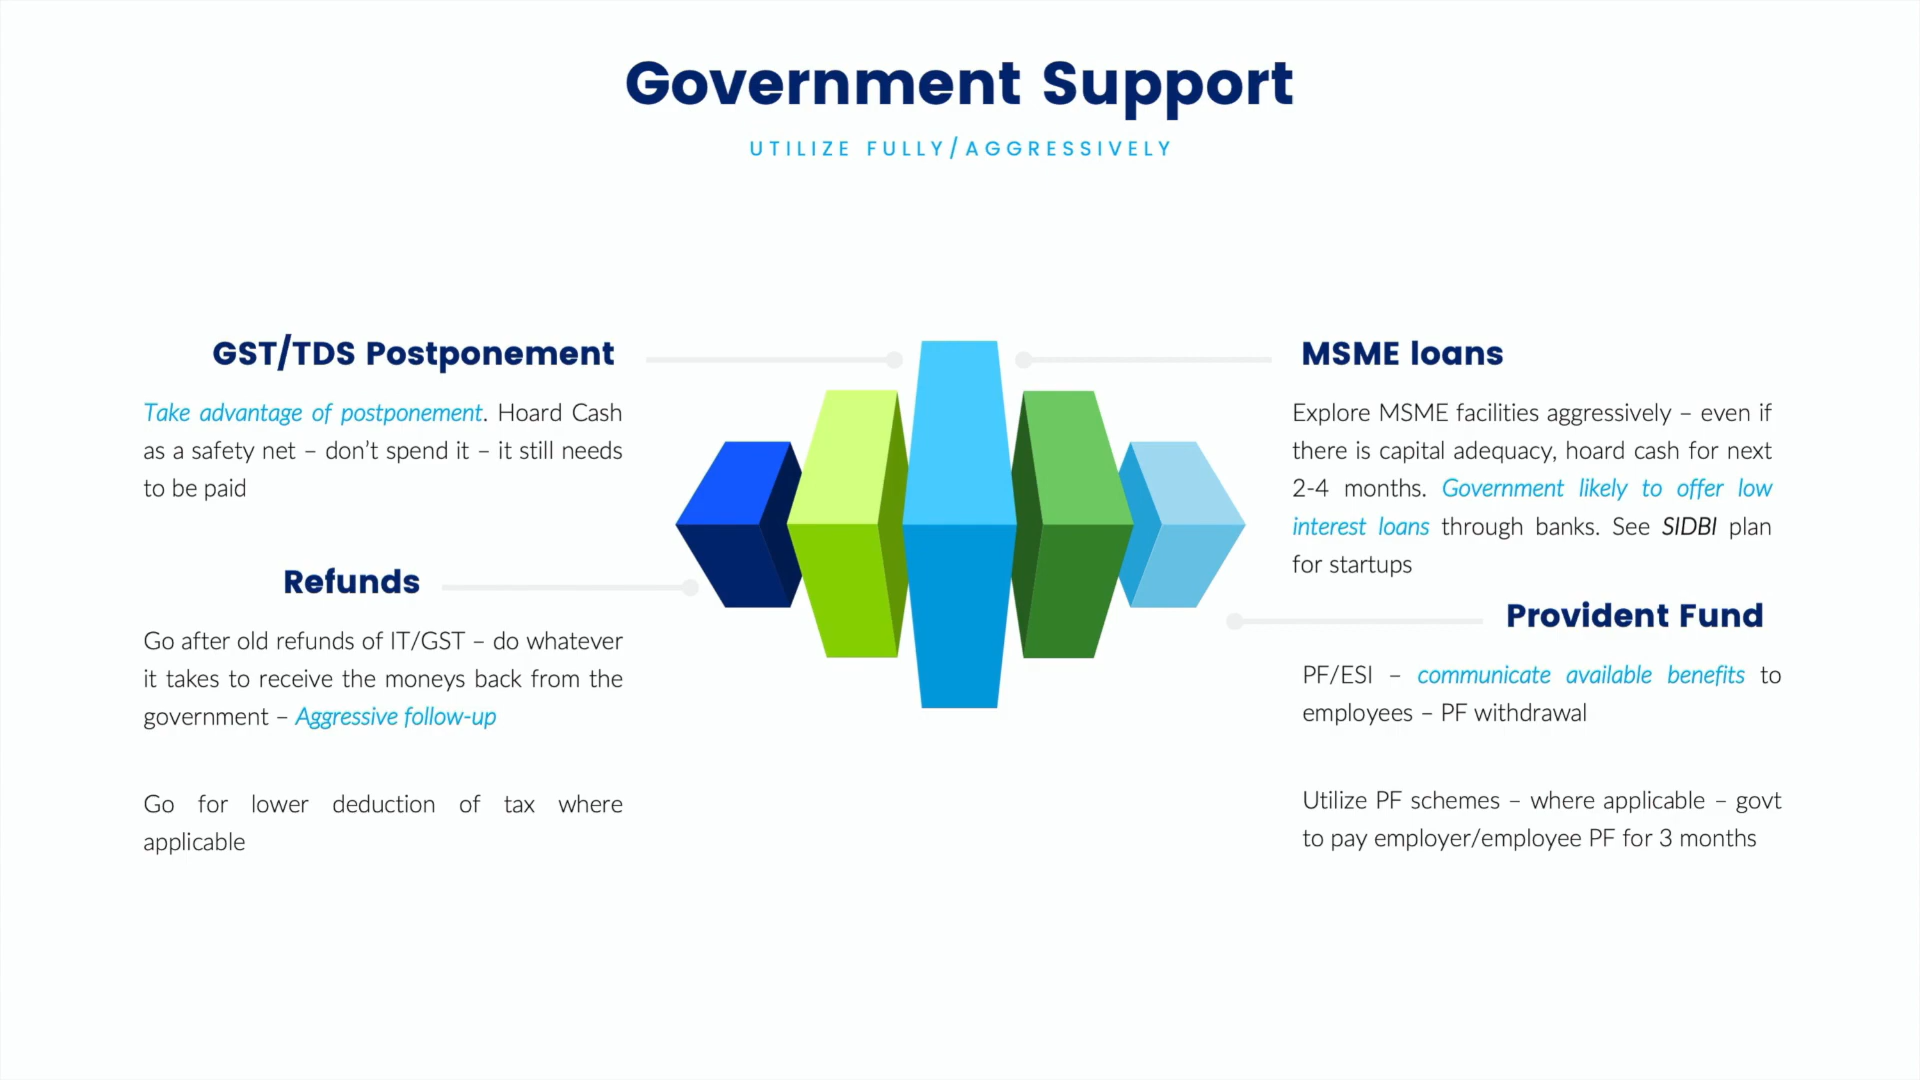 Government Support
UTILIZE FULLY/AGGRESSIVELY
GST/TDS Postponement
Take advantage of postponement. Hoard Cash
as a safety net – don’t spend it – it still needs
to be paid
Refunds
Go after old refunds of IT/GST – do whatever
it takes to receive the moneys back from the
government – Aggressive follow-up
Go for lower deduction of tax where
applicable
MSME loans
Explore MSME facilities aggressively – even if
there is capital adequacy, hoard cash for next
2-4 months. Government likely to offer low
interest loans through banks. See SIDBI plan
for startups
Provident Fund
PF/ESI – communicate available benefits to
employees – PF withdrawal
Utilize PF schemes – where applicable – govt
to pay employer/employee PF for 3 months